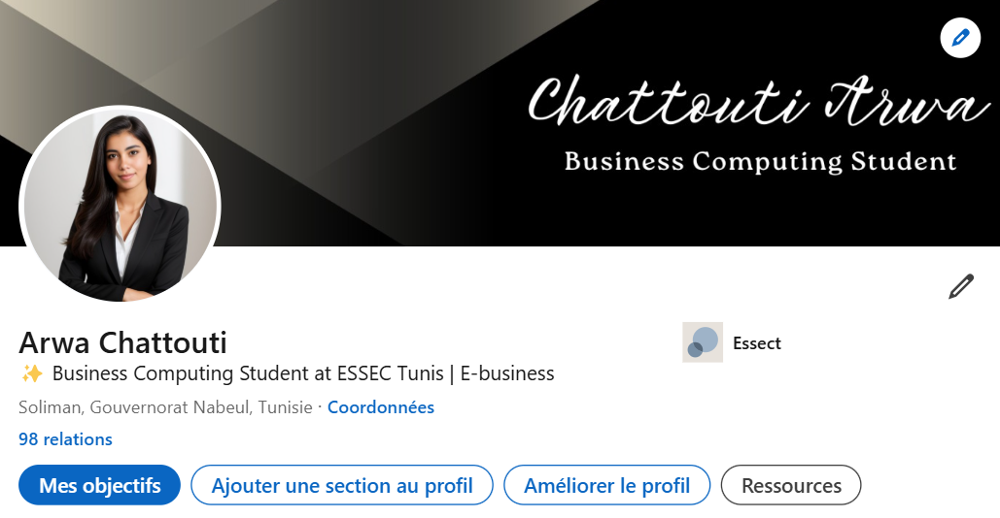 Chattouti Arwa
Business Computing Student
Arwa Chattouti
Essect
✨ Business Computing Student at ESSEC Tunis | E-business
Soliman, Gouvernorat Nabeul, Tunisie · Coordonnées
98 relations
Mes objectifs
Ajouter une section au profil
Améliorer le profil
Ressources